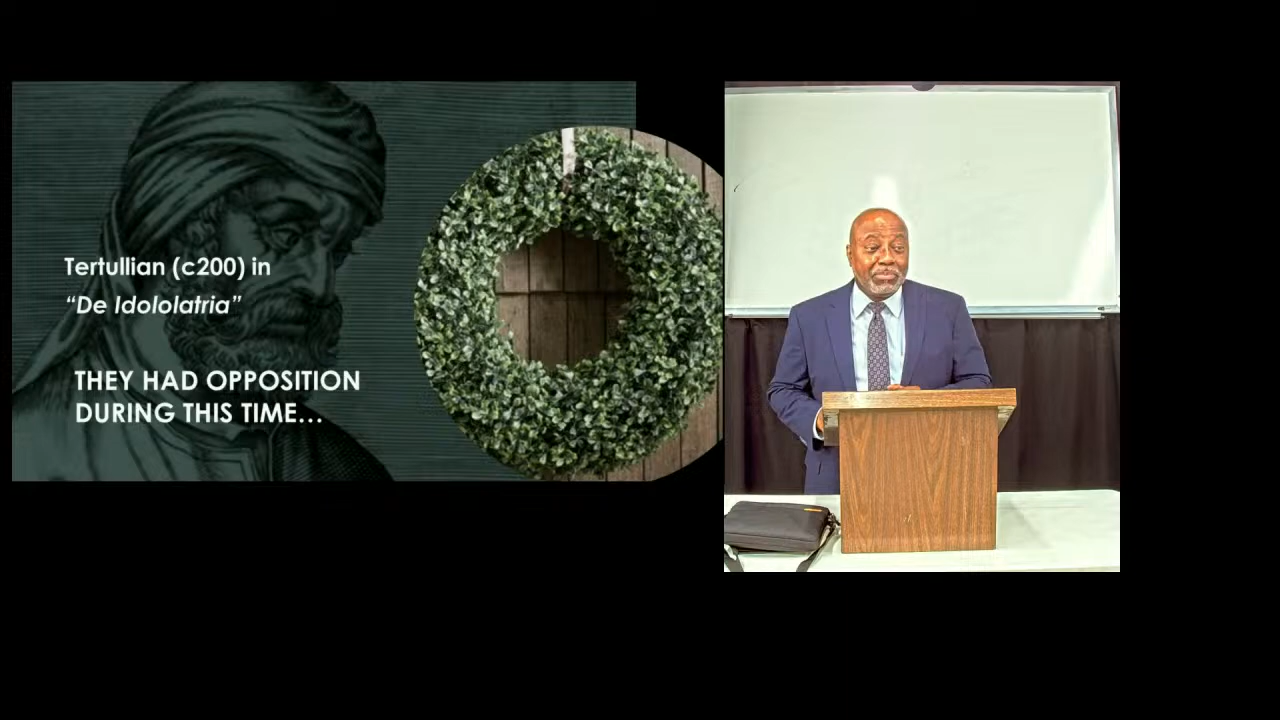 Tertullian (c200) in
“De Idololatria”
THEY HAD OPPOSITION
DURING THIS TIME...